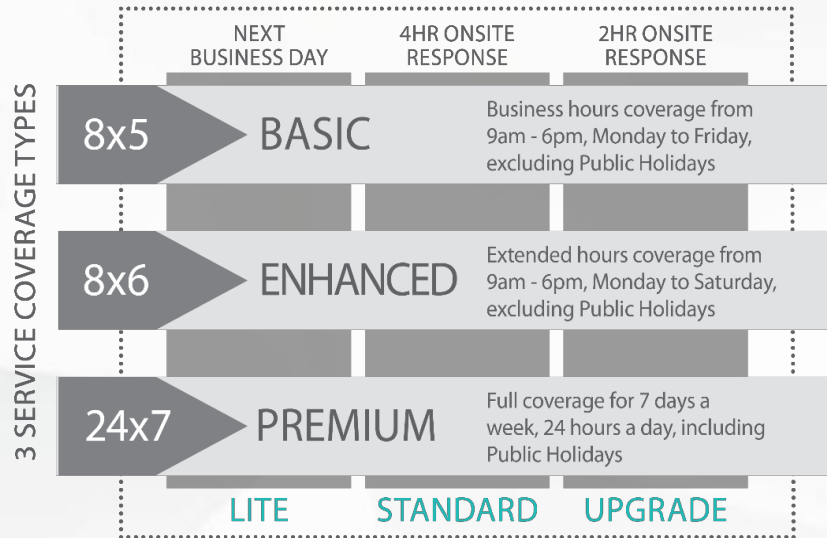 3 SERVICE COVERAGE TYPES
NEXT
BUSINESS DAY
4HR ONSITE
RESPONSE
2HR ONSITE
RESPONSE
8x5
BASIC
Business hours coverage from
9am - 6pm, Monday to Friday,
excluding Public Holidays
8x6
ENHANCED
Extended hours coverage from
9am - 6pm, Monday to Saturday,
excluding Public Holidays
24x7
PREMIUM
Full coverage for 7 days a
week, 24 hours a day, including
Public Holidays
LITE
STANDARD
UPGRADE